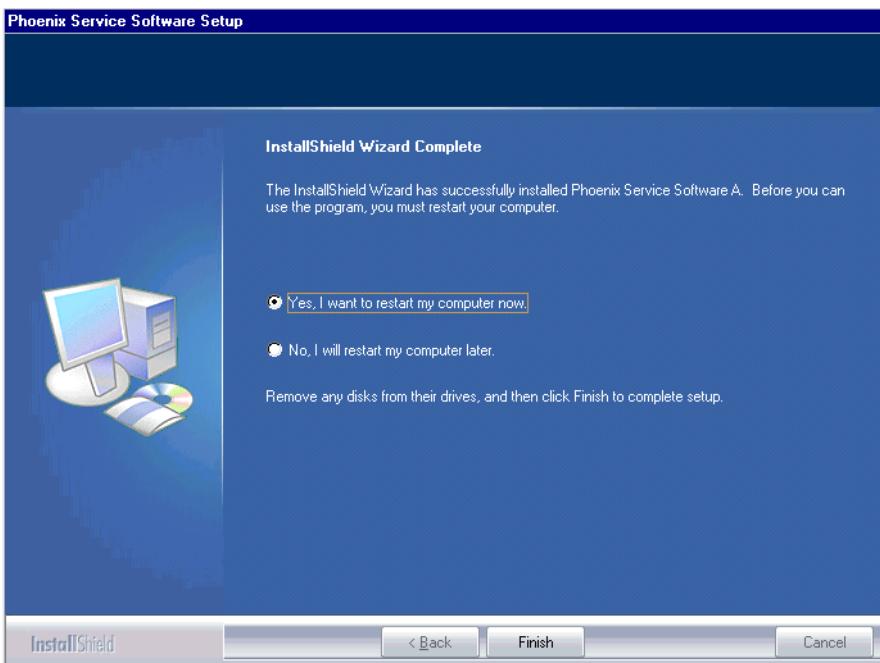 Phoenix Service Software Setup
InstallShield Wizard Complete
The InstallShield Wizard has successfully installed Phoenix Service Software A. Before you can
use the program, you must restart your computer.
Yes, I want to restart my computer now.
No, I will restart my computer later.
Remove any disks from their drives, and then click Finish to complete setup.
InstallShield
< Back
Finish
Cancel